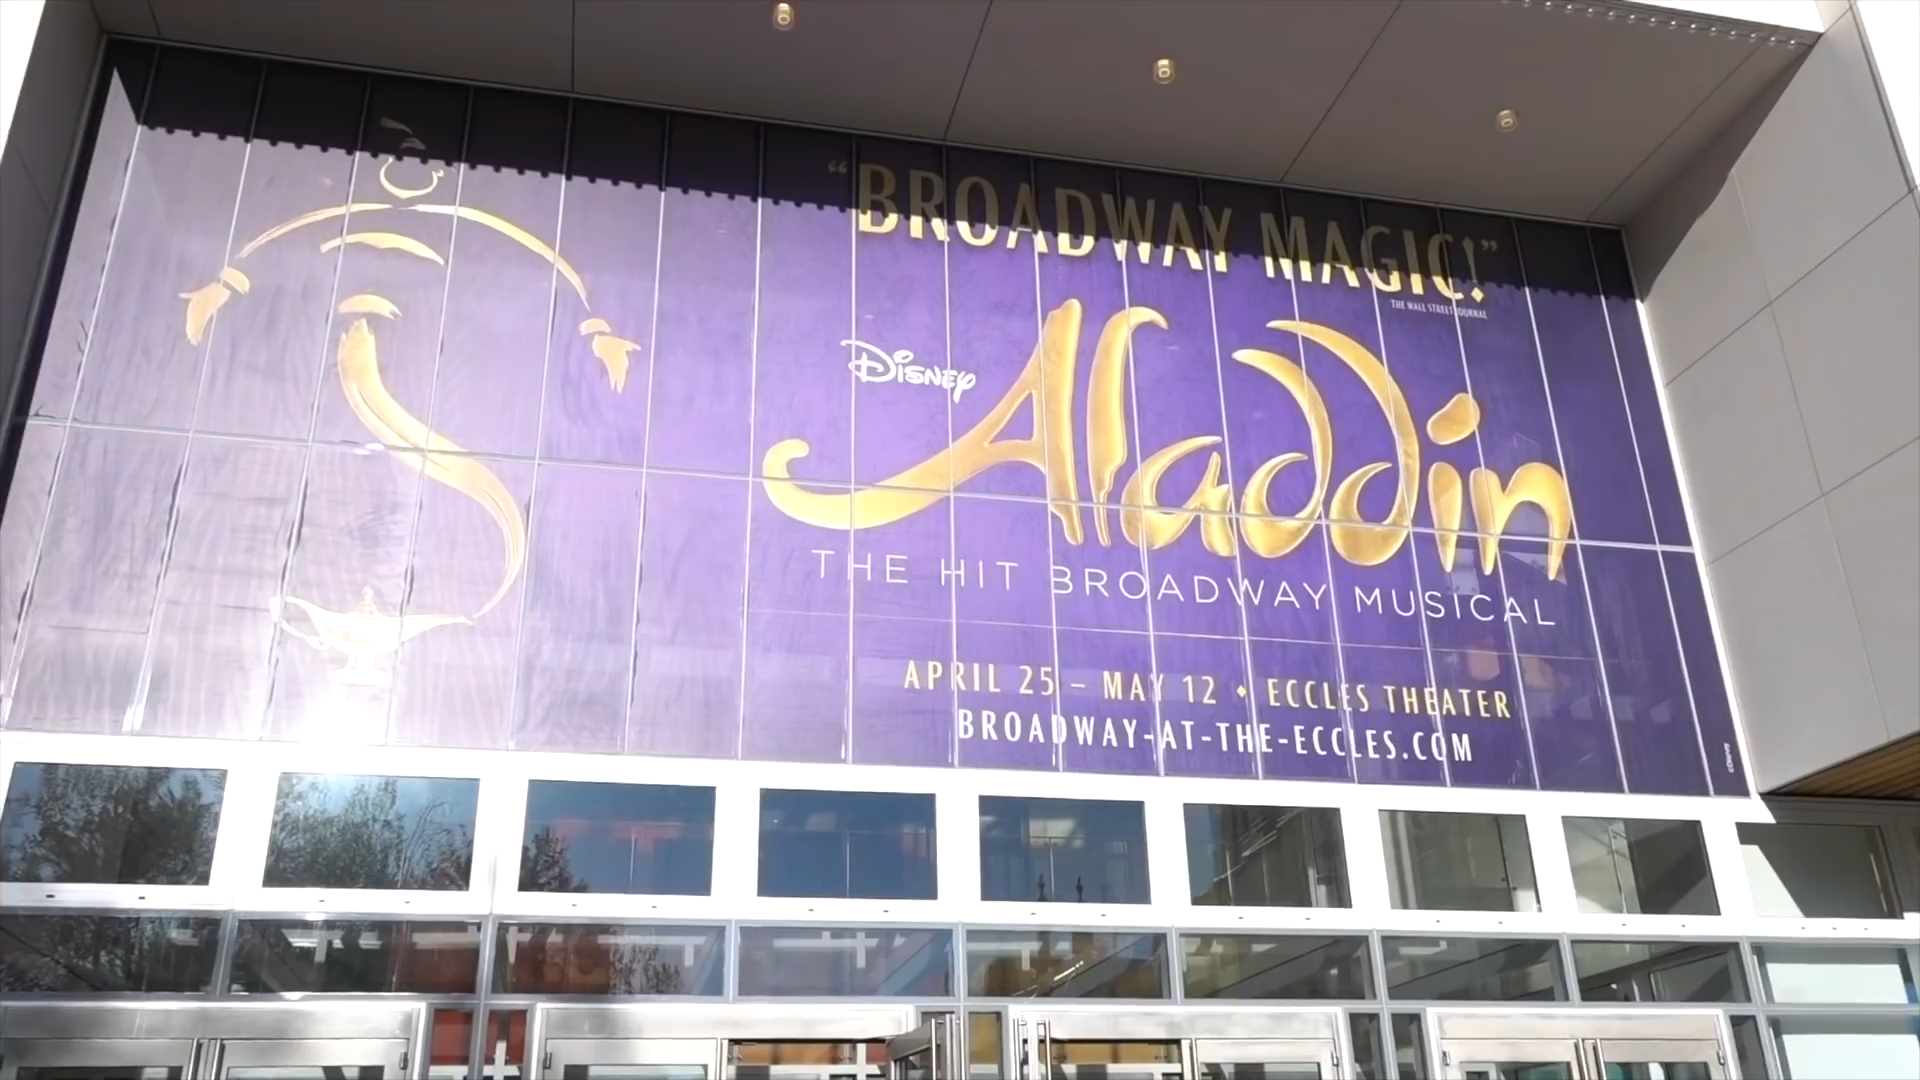 “BROADWAY MAGIC!”
THE WALL STREET JOURNAL
Disney
Aladdin
THE HIT BROADWAY MUSICAL
APRIL 25 – MAY 12 • ECCLES THEATER
BROADWAY-AT-THE-ECCLES.COM
©Disney